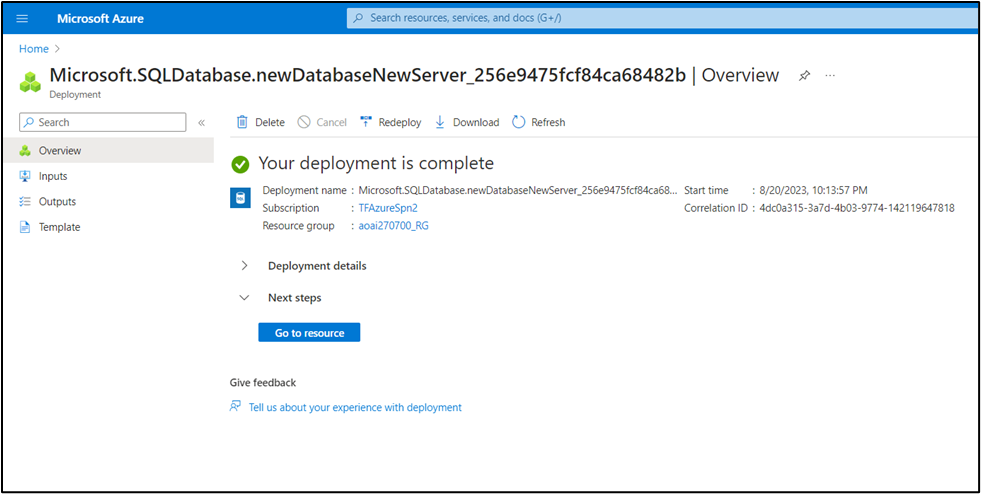 Microsoft Azure
Search resources, services, and docs (G+/)
Home
Microsoft.SQLDatabase.newDatabaseNewServer_256e9475fcf84ca68482b | Overview
Deployment
Search
Delete Cancel Redeploy Download Refresh
Overview
Inputs
Outputs
Template
Your deployment is complete
Deployment name : Microsoft.SQLDatabase.newDatabaseNewServer_256e9475fcf84ca68... Start time : 8/20/2023, 10:13:57 PM
Subscription : TFAzureSpn2 Correlation ID : 4dc0a315-3a7d-4b03-9774-142119647818
Resource group : aoai270700_RG
Deployment details
Next steps
Go to resource
Give feedback
Tell us about your experience with deployment